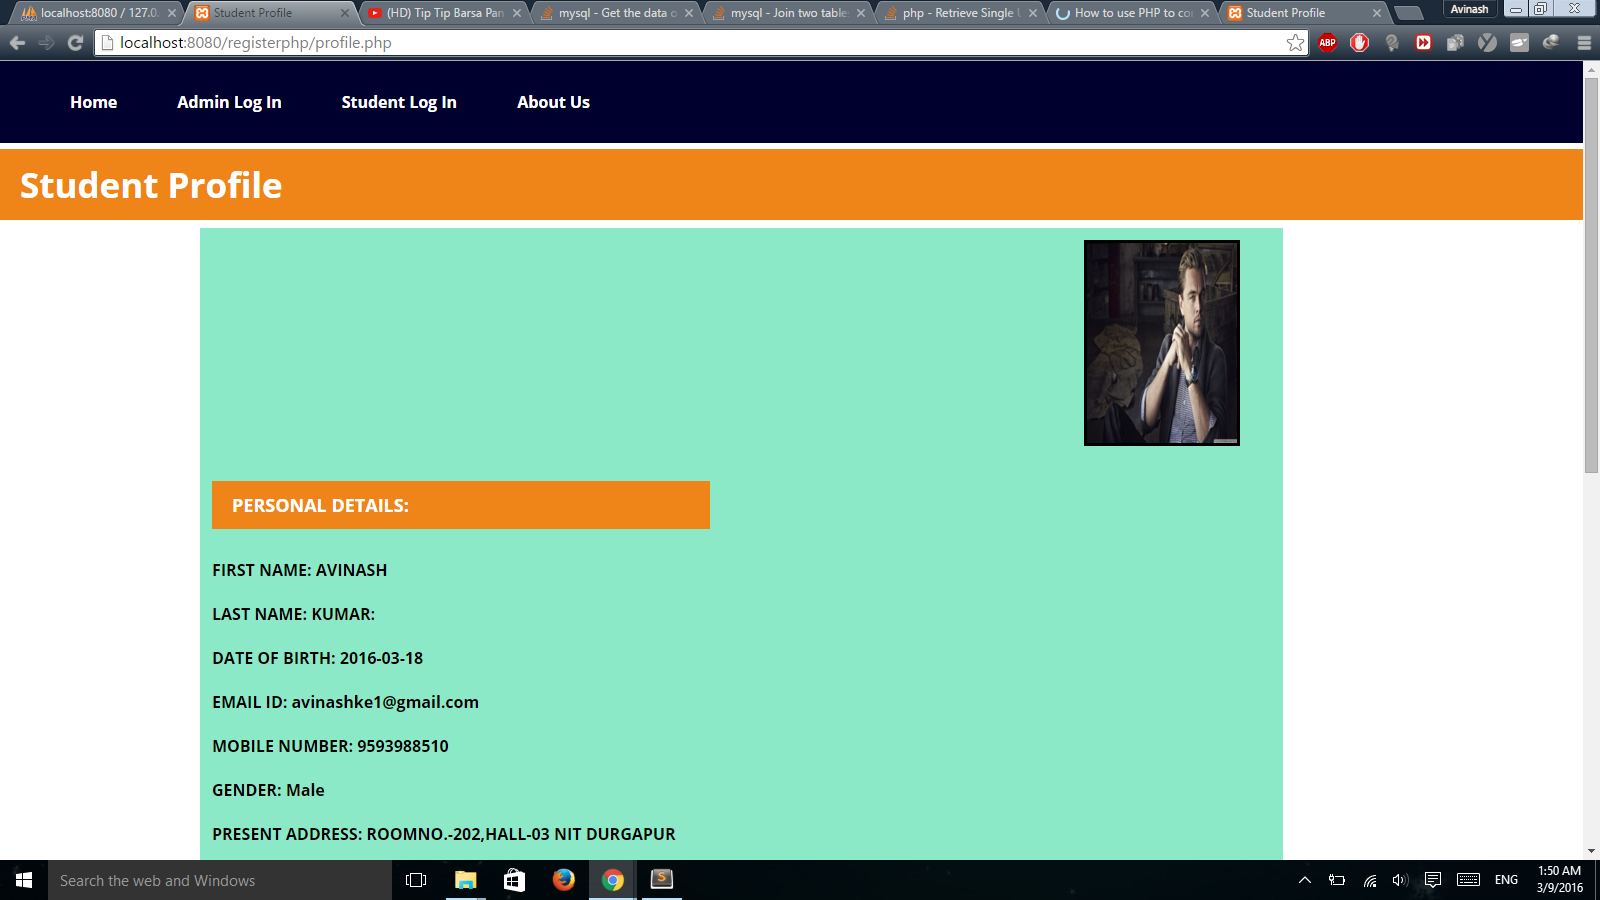 localhost:8080 / 127.0.
Student Profile
(HD) Tip Tip Barsa Pan
mysql - Get the data o
mysql - Join two table
php - Retrieve Single
How to use PHP to co
Student Profile
Avinash
localhost:8080/registerphp/profile.php
ABP
Home
Admin Log In
Student Log In
About Us
Student Profile
PERSONAL DETAILS:
FIRST NAME: AVINASH
LAST NAME: KUMAR:
DATE OF BIRTH: 2016-03-18
EMAIL ID: avinashke1@gmail.com
MOBILE NUMBER: 9593988510
GENDER: Male
PRESENT ADDRESS: ROOMNO.-202,HALL-03 NIT DURGAPUR
Search the web and Windows
ENG
1:50 AM
3/9/2016